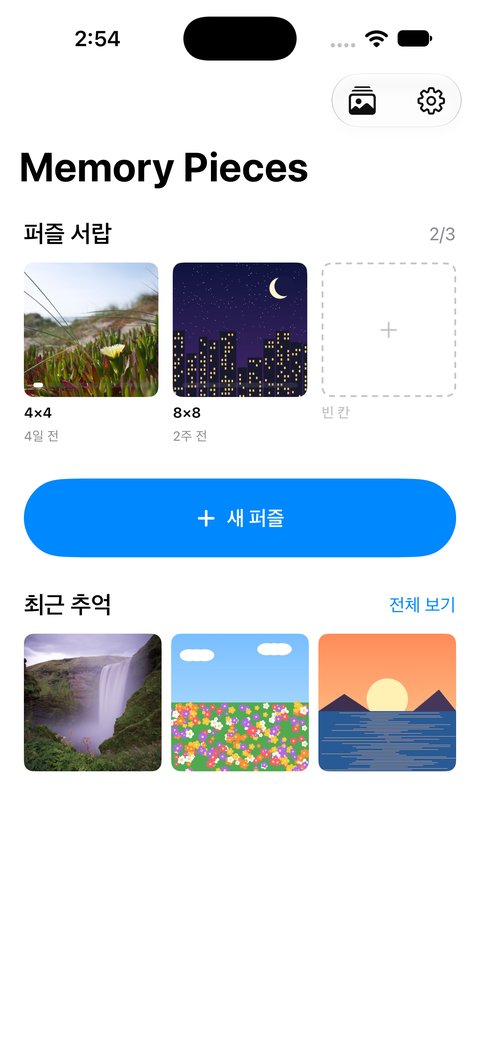 2:54
Memory Pieces
퍼즐 서랍
2/3
4×4
8×8
빈 칸
4일 전
2주 전
새 퍼즐
최근 추억
전체 보기